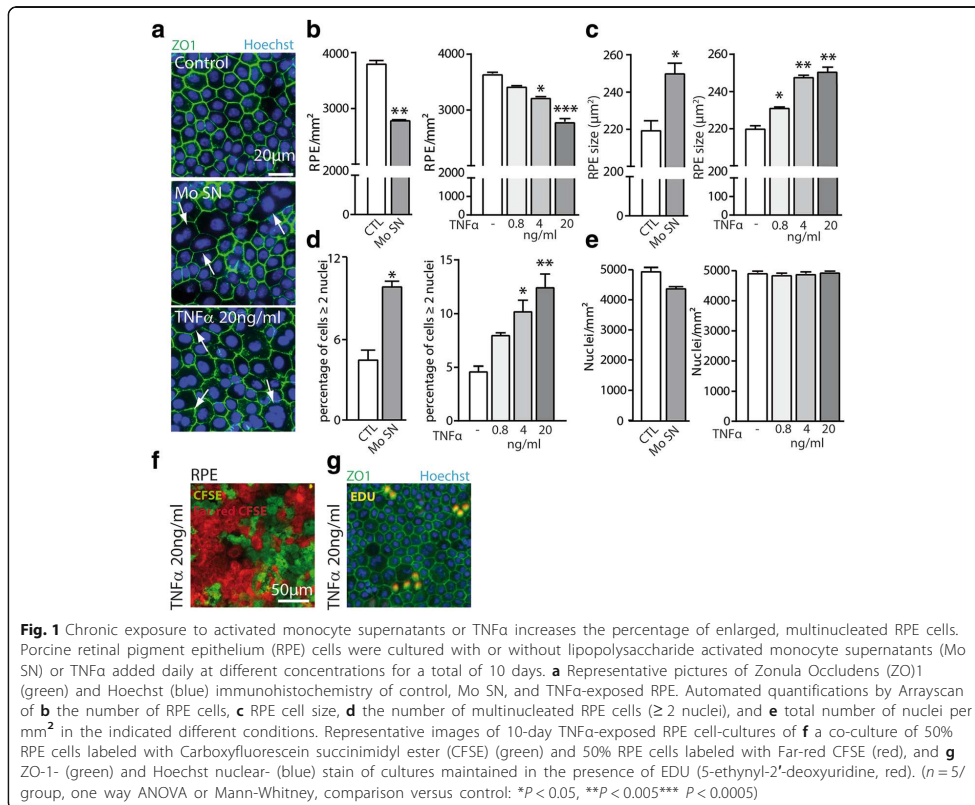 a
ZO1 Hoechst
Control
20µm
Mo SN
TNFα 20ng/ml
b
RPE/mm²
4000
3000
2000
2000
0
CTL
Mo SN
**
RPE/mm²
4000
3000
2000
1000
0
*
***
TNFα - 0.8 4 20
ng/ml
c
RPE size (µm²)
260
240
220
200
200
0
*
CTL
Mo SN
RPE size (µm²)
260
240
220
200
100
0
*
**
**
TNFα - 0.8 4 20
ng/ml
d
percentage of cells ≥ 2 nuclei
12
6
0
*
CTL
Mo SN
percentage of cells ≥ 2 nuclei
15
10
5
0
*
**
TNFα - 0.8 4 20
ng/ml
e
Nuclei/mm²
5000
4000
3000
2000
1000
0
CTL
Mo SN
Nuclei/mm²
5000
4000
3000
2000
1000
0
TNFα - 0.8 4 20
ng/ml
f
RPE
CFSE
Far-red CFSE
TNFα 20ng/ml
50µm
g
ZO1 Hoechst
EDU
TNFα 20ng/ml
Fig. 1 Chronic exposure to activated monocyte supernatants or TNFα increases the percentage of enlarged, multinucleated RPE cells.
Porcine retinal pigment epithelium (RPE) cells were cultured with or without lipopolysaccharide activated monocyte supernatants (Mo
SN) or TNFα added daily at different concentrations for a total of 10 days. a Representative pictures of Zonula Occludens (ZO)1
(green) and Hoechst (blue) immunohistochemistry of control, Mo SN, and TNFα-exposed RPE. Automated quantifications by Arrayscan
of b the number of RPE cells, c RPE cell size, d the number of multinucleated RPE cells (≥ 2 nuclei), and e total number of nuclei per
mm² in the indicated different conditions. Representative images of 10-day TNFα-exposed RPE cell-cultures of f a co-culture of 50%
RPE cells labeled with Carboxyfluorescein succinimidyl ester (CFSE) (green) and 50% RPE cells labeled with Far-red CFSE (red), and g
ZO-1- (green) and Hoechst nuclear- (blue) stain of cultures maintained in the presence of EDU (5-ethynyl-2′-deoxyuridine, red). (n = 5/
group, one way ANOVA or Mann-Whitney, comparison versus control: *P < 0.05, **P < 0.005*** P < 0.0005)